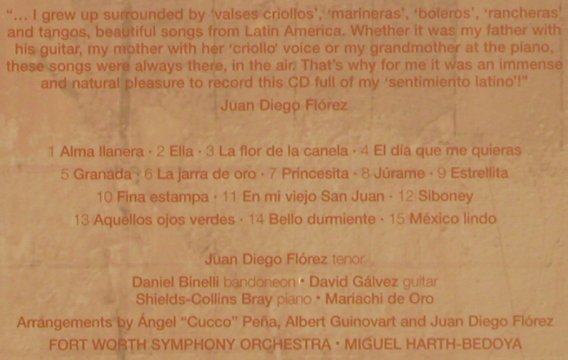 “... I grew up surrounded by ‘valses criollos’, ‘marineras’, ‘boleros’, ‘rancheras’
and tangos, beautiful songs from Latin America. Whether it was my father with
his guitar, my mother with her ‘criollo’ voice or my grandmother at the piano,
these songs were always there, in the air. That’s why for me it was an immense
and natural pleasure to record this CD full of my ‘sentimiento latino’!”
Juan Diego Flórez
1 Alma llanera · 2 Ella · 3 La flor de la canela · 4 El día que me quieras
5 Granada · 6 La jarra de oro · 7 Princesita · 8 Júrame · 9 Estrellita
10 Fina estampa · 11 En mi viejo San Juan · 12 Siboney
13 Aquellos ojos verdes · 14 Bello durmiente · 15 México lindo
Juan Diego Flórez tenor
Daniel Binelli bandoneon · David Gálvez guitar
Shields-Collins Bray piano · Mariachi de Oro
Arrangements by Ángel “Cucco” Peña, Albert Guinovart and Juan Diego Flórez
FORT WORTH SYMPHONY ORCHESTRA · MIGUEL HARTH-BEDOYA